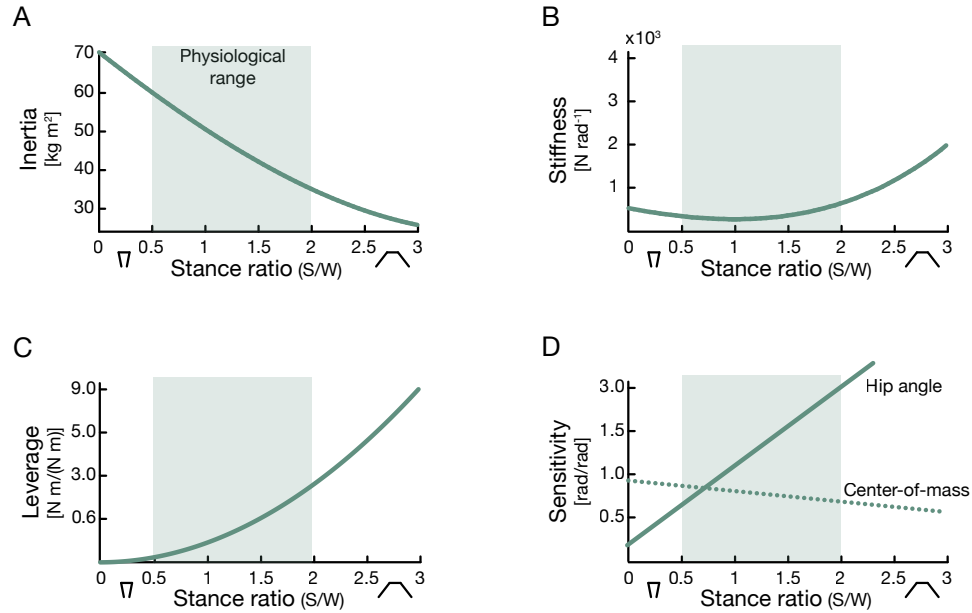 A
Inertia
[kg m²]
70
60
50
40
30
Physiological
range
0
0.5
1
1.5
2
2.5
3
Stance ratio (S/W)
B
x10³
Stiffness
[N rad⁻¹]
4
3
2
1
0
0.5
1
1.5
2
2.5
3
Stance ratio (S/W)
C
Leverage
[N m/(N m)]
9.0
5.0
3.0
0.6
0
0.5
1
1.5
2
2.5
3
Stance ratio (S/W)
D
Sensitivity
[rad/rad]
3.0
1.5
1.0
0.5
Hip angle
Center-of-mass
0
0.5
1
1.5
2
2.5
3
Stance ratio (S/W)